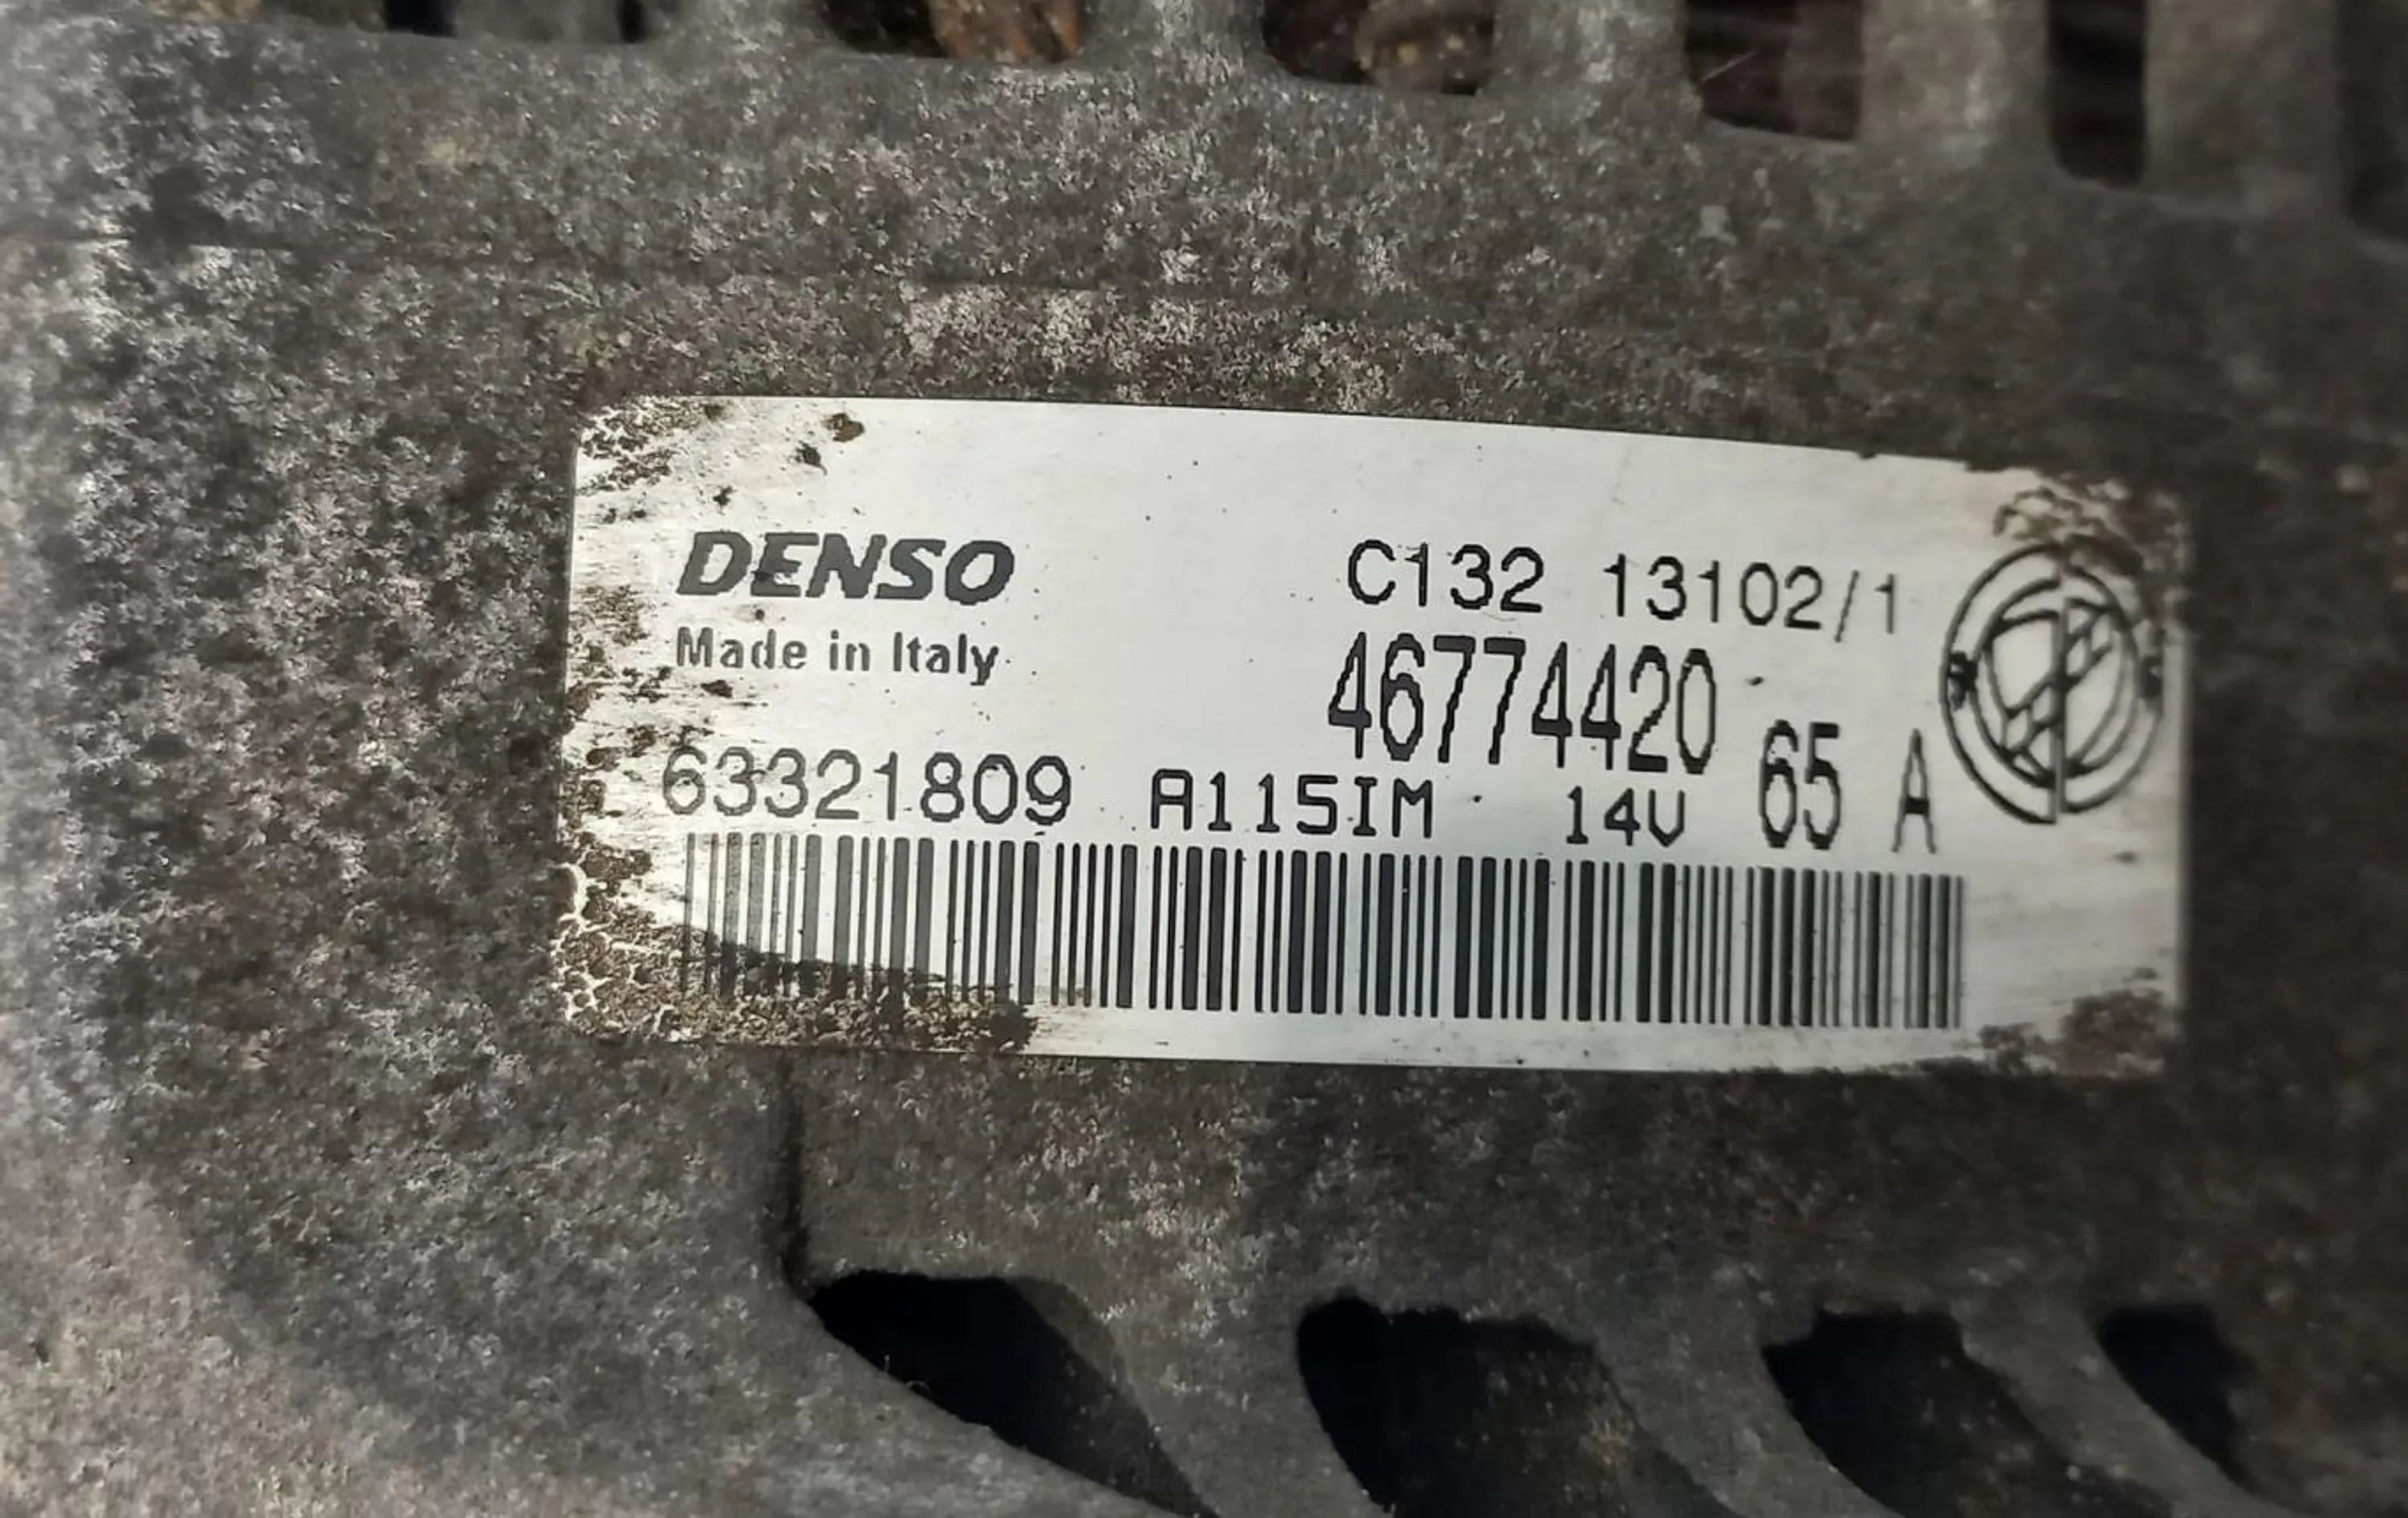 DENSO C132 13102/1
Made in Italy 46774420
63321809 A115IM 14V 65 A